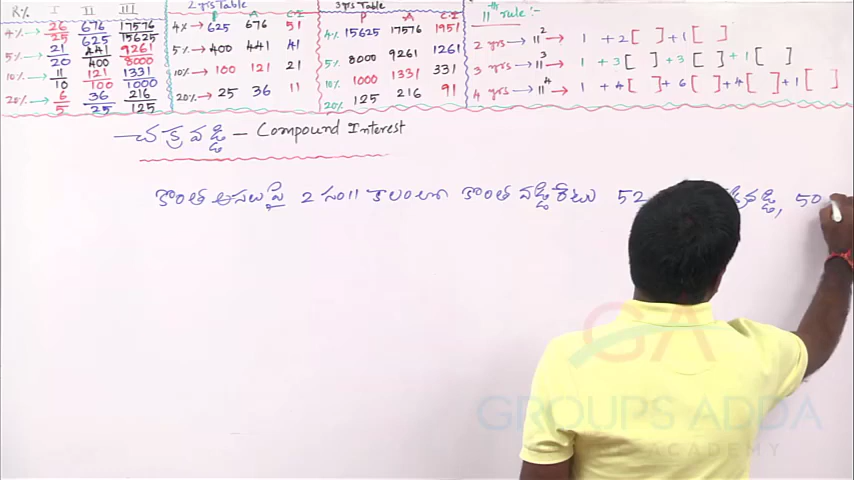 R% I II III
4% → 26/25 676/625 17576/15625
5% → 21/20 441/400 9261/8000
10% → 11/10 121/100 1331/1000
20% → 6/5 36/25 216/125
2 yrs Table
P A C.I
4% → 625 676 51
5% → 400 441 41
10% → 100 121 21
20% → 25 36 11
3 yrs Table
P A C.I
4% 15625 17576 1951
5% 8000 9261 1261
10% 1000 1331 331
20% 125 216 91
11th rule :-
2 yrs → 11² → 1 + 2[ ] + 1[ ]
3 yrs → 11³ → 1 + 3[ ] + 3[ ] + 1[ ]
4 yrs → 11⁴ → 1 + 4[ ] + 6[ ] + 4[ ] + 1[ ]
చక్రవడ్డి - Compound Interest
కొంత అసలుపై 2 సం॥ కాలంలో కొంత వడ్డిరేటు 52 50
GA
GROUPS ADDA
ACADEMY